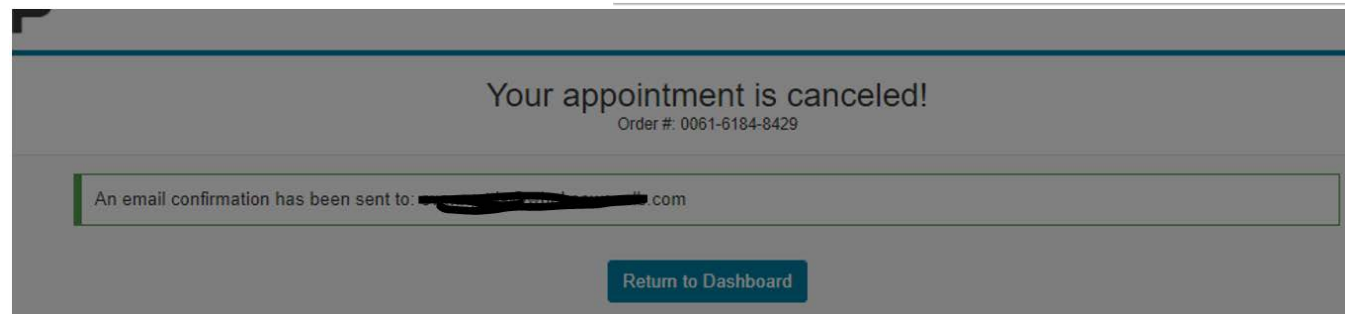 Your appointment is canceled!
Order #: 0061-6184-8429
An email confirmation has been sent to: .com
Return to Dashboard